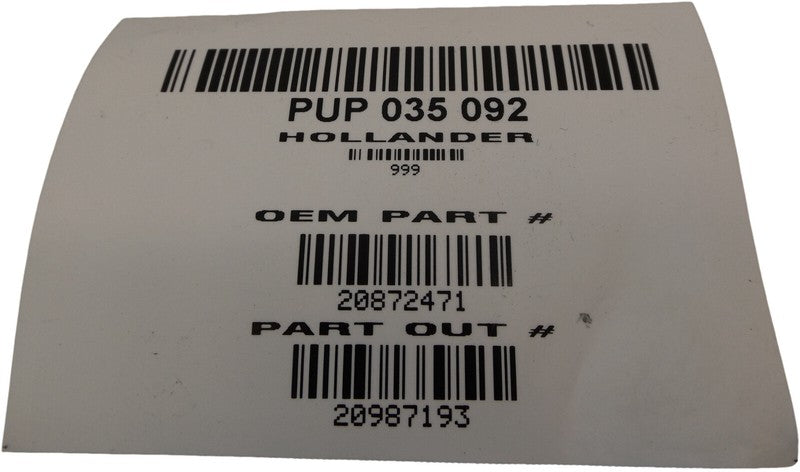 PUP 035 092
HOLLANDER
999
OEM PART #
20872471
PART OUT #
20987193